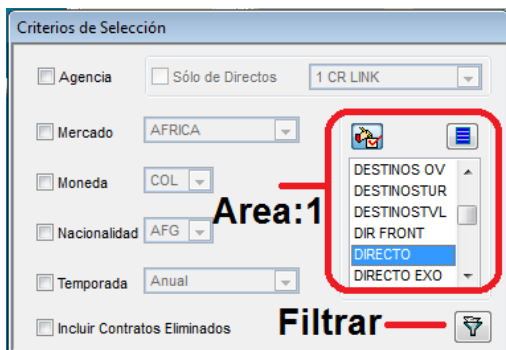 Criterios de Selección
Agencia
Sólo de Directos
1 CR LINK
Mercado
AFRICA
Moneda
COL
Nacionalidad
AFG
Temporada
Anual
Incluir Contratos Eliminados
Area:1
DESTINOS OV
DESTINOSTUR
DESTINOSTVL
DIR FRONT
DIRECTO
DIRECTO EXO
Filtrar